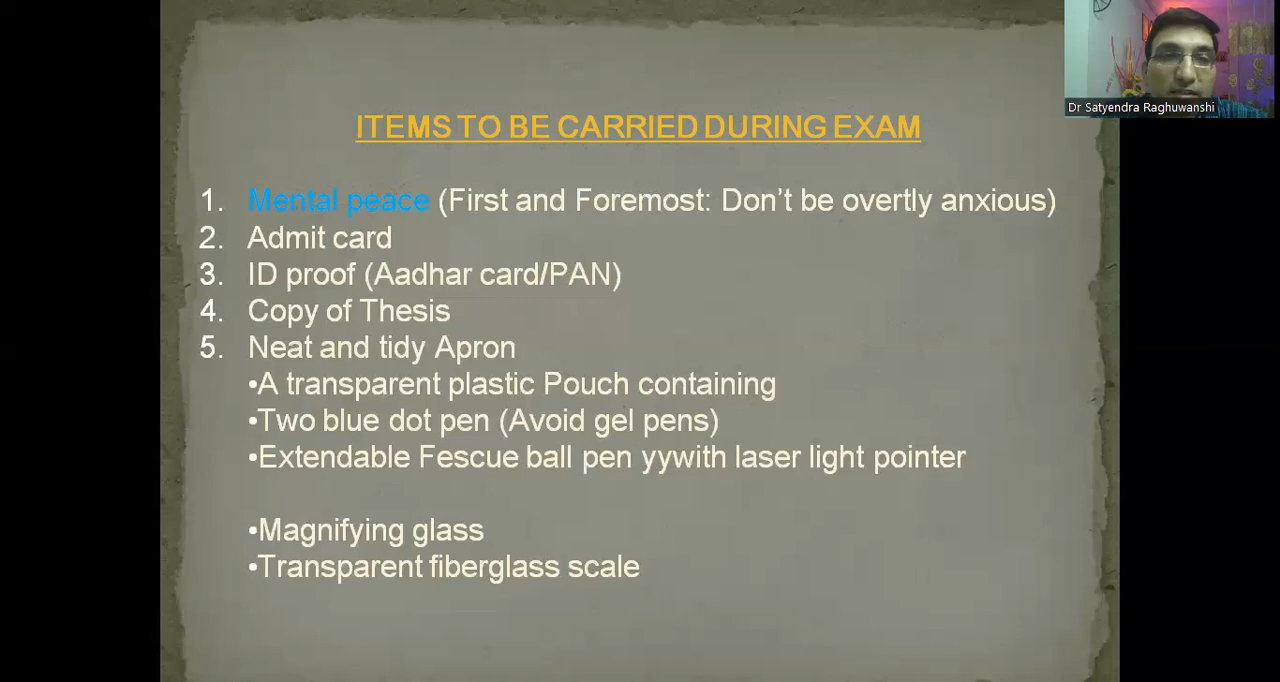 ITEMS TO BE CARRIED DURING EXAM
Dr Satyendra Raghuwanshi
1. Mental peace (First and Foremost: Don't be overtly anxious)
2. Admit card
3. ID proof (Aadhar card/PAN)
4. Copy of Thesis
5. Neat and tidy Apron
•A transparent plastic Pouch containing
•Two blue dot pen (Avoid gel pens)
•Extendable Fescue ball pen yywith laser light pointer
•Magnifying glass
•Transparent fiberglass scale